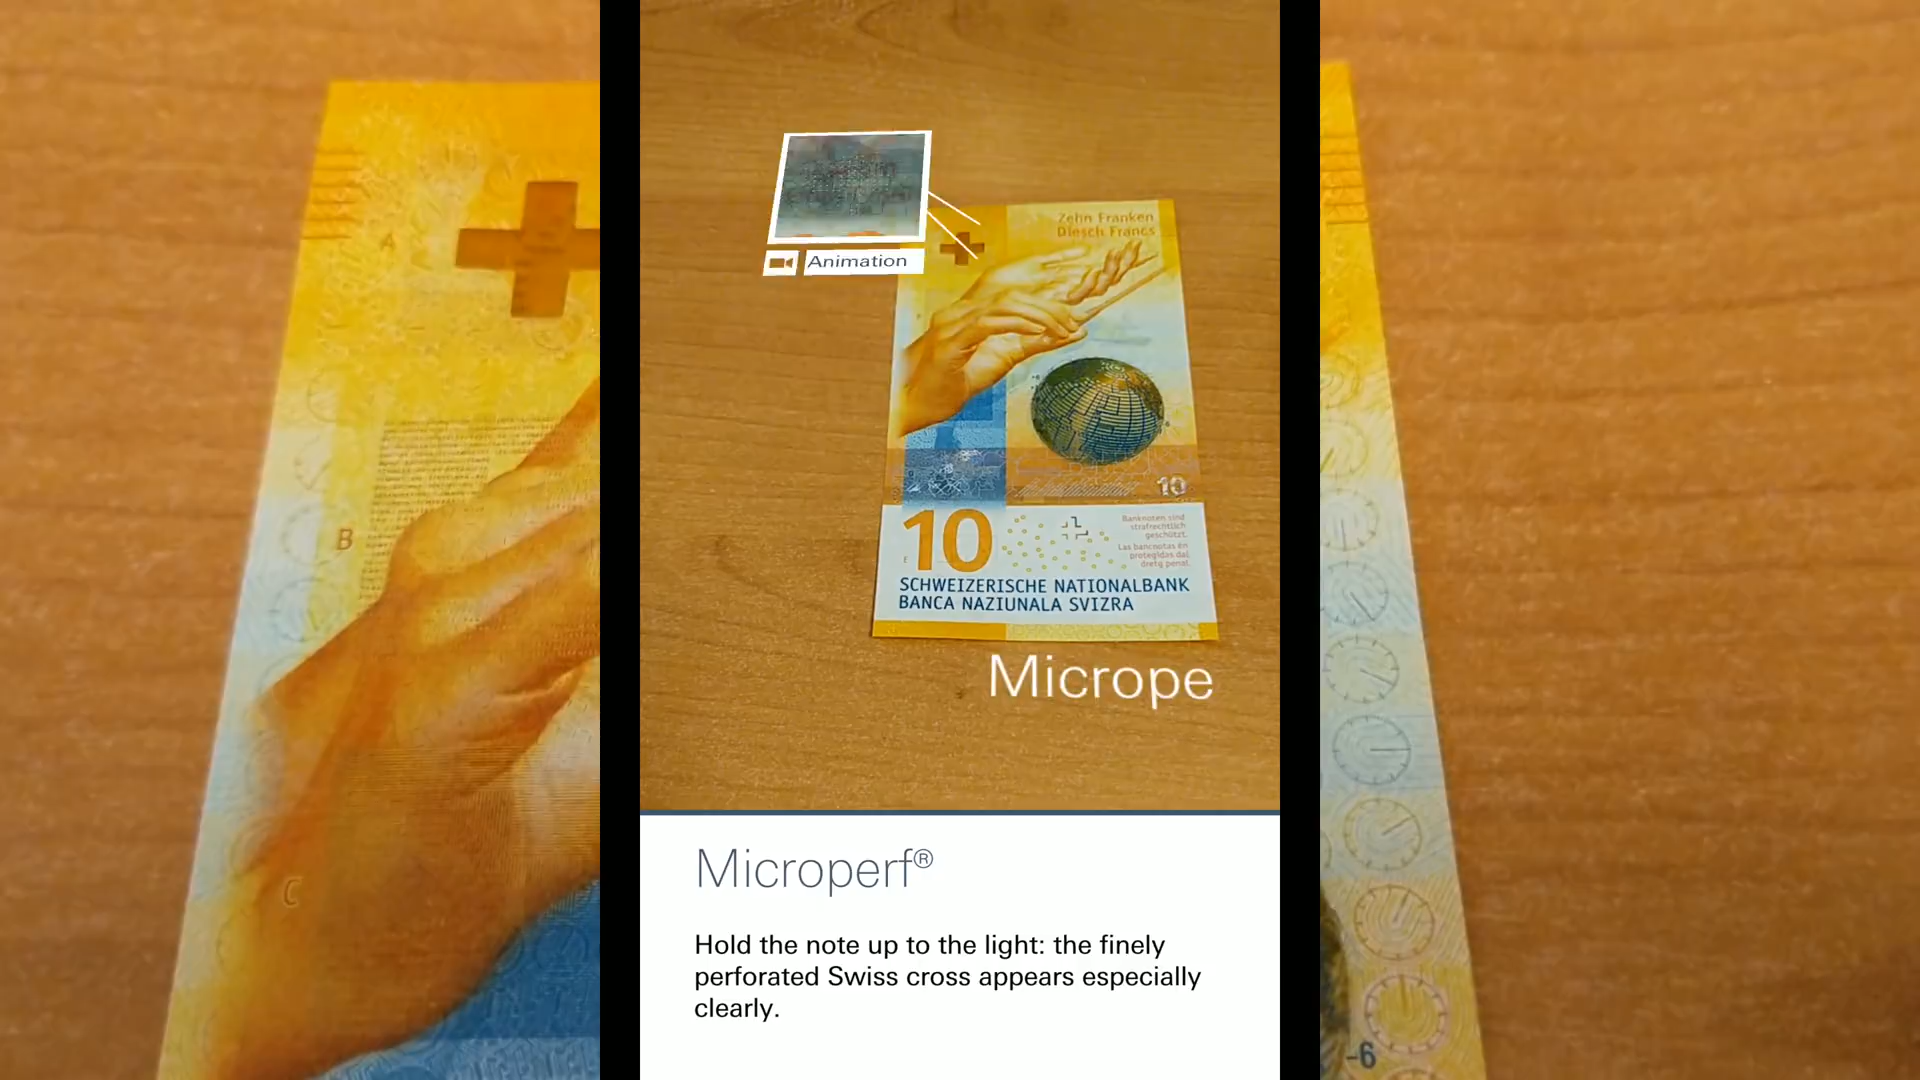 A
B
C
Animation
Zehn Franken
Diesch Francs
10
10
E
Banknoten sind
strafrechtlich
geschützt.
Las bancnotas èn
protegidas dal
dretg penal.
SCHWEIZERISCHE NATIONALBANK
BANCA NAZIUNALA SVIZRA
Micrope
Microperf®
Hold the note up to the light: the finely
perforated Swiss cross appears especially
clearly.
-6